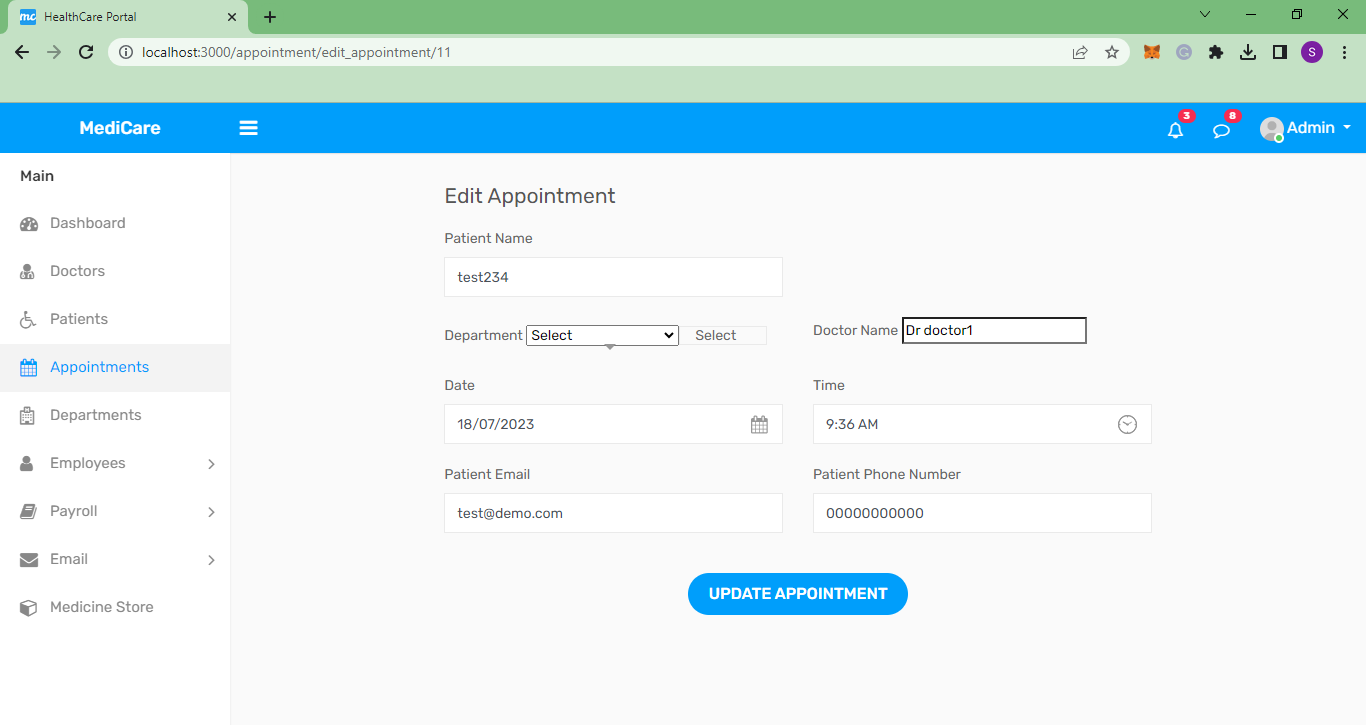 mc HealthCare Portal
localhost:3000/appointment/edit_appointment/11
S
MediCare
3
8
Admin
Main
Dashboard
Doctors
Patients
Appointments
Departments
Employees
Payroll
Email
Medicine Store
Edit Appointment
Patient Name
test234
Department Select Select
Doctor Name Dr doctor1
Date
Time
18/07/2023
9:36 AM
Patient Email
Patient Phone Number
test@demo.com
00000000000
UPDATE APPOINTMENT